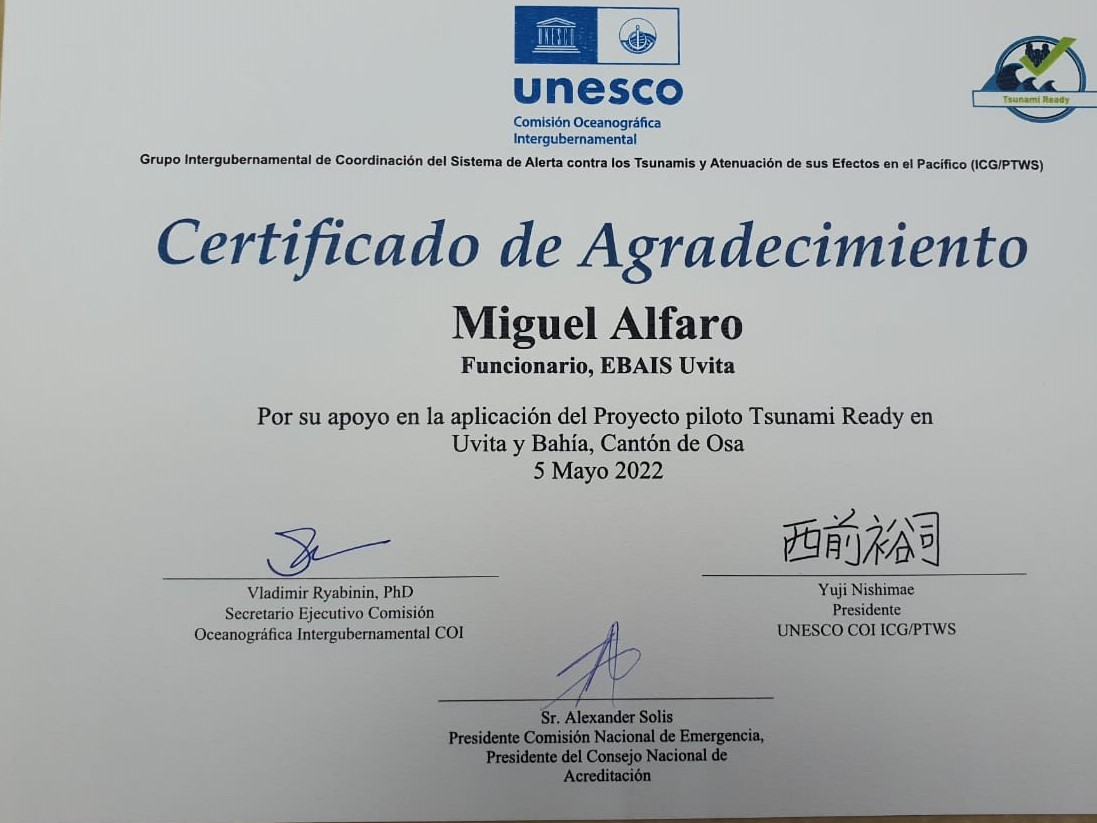 UNESCO
unesco
Comisión Oceanográfica
Intergubernamental
Tsunami Ready
Grupo Intergubernamental de Coordinación del Sistema de Alerta contra los Tsunamis y Atenuación de sus Efectos en el Pacífico (ICG/PTWS)
Certificado de Agradecimiento
Miguel Alfaro
Funcionario, EBAIS Uvita
Por su apoyo en la aplicación del Proyecto piloto Tsunami Ready en
Uvita y Bahía, Cantón de Osa
5 Mayo 2022
西前裕司
Vladimir Ryabinin, PhD
Secretario Ejecutivo Comisión
Oceanográfica Intergubernamental COI
Yuji Nishimae
Presidente
UNESCO COI ICG/PTWS
Sr. Alexander Solis
Presidente Comisión Nacional de Emergencia,
Presidente del Consejo Nacional de
Acreditación